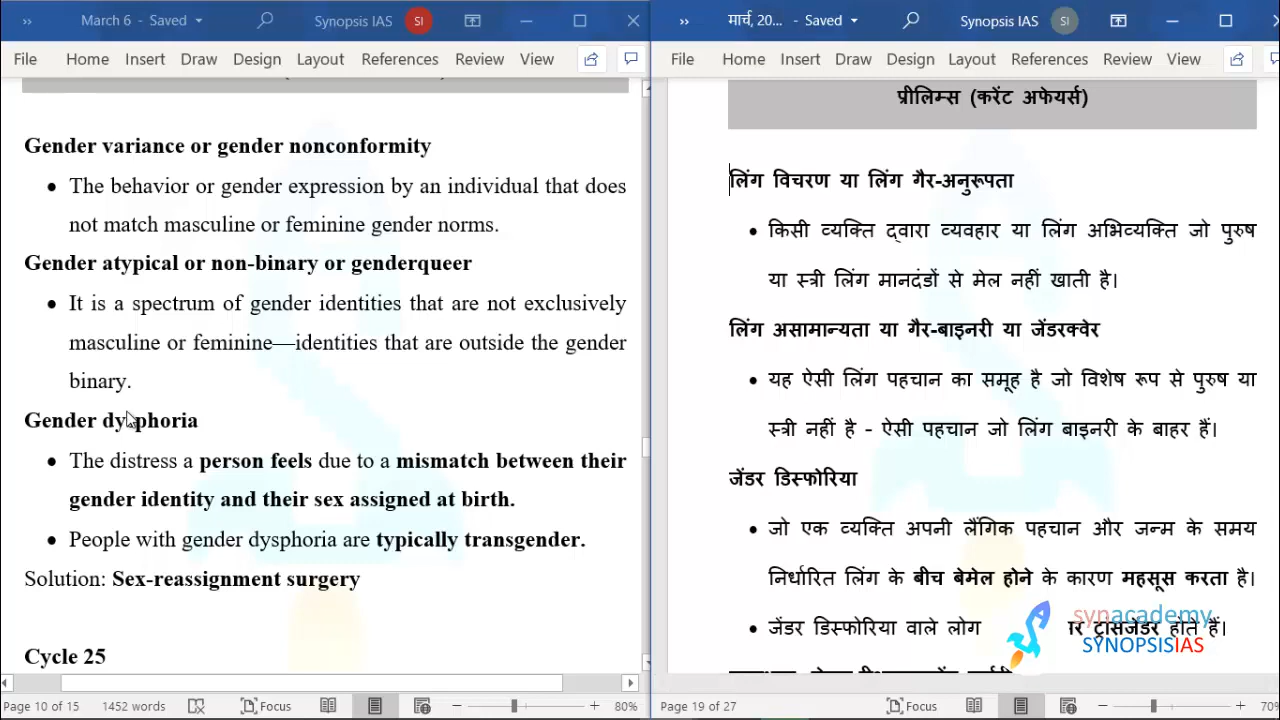 March 6 - Saved
Synopsis IAS SI
File Home Insert Draw Design Layout References Review View
Gender variance or gender nonconformity
The behavior or gender expression by an individual that does
not match masculine or feminine gender norms.
Gender atypical or non-binary or genderqueer
It is a spectrum of gender identities that are not exclusively
masculine or feminine—identities that are outside the gender
binary.
Gender dysphoria
The distress a person feels due to a mismatch between their
gender identity and their sex assigned at birth.
People with gender dysphoria are typically transgender.
Solution: Sex-reassignment surgery
Cycle 25
Page 10 of 15 1452 words Focus 80%
मार्च, 20... - Saved
Synopsis IAS SI
File Home Insert Draw Design Layout References Review View
प्रीलिम्स (करेंट अफेयर्स)
लिंग विचरण या लिंग गैर-अनुरूपता
किसी व्यक्ति द्वारा व्यवहार या लिंग अभिव्यक्ति जो पुरुष
या स्त्री लिंग मानदंडों से मेल नहीं खाती है।
लिंग असामान्यता या गैर-बाइनरी या जेंडरक्वेर
यह ऐसी लिंग पहचान का समूह है जो विशेष रूप से पुरुष या
स्त्री नहीं है - ऐसी पहचान जो लिंग बाइनरी के बाहर हैं।
जेंडर डिस्फोरिया
जो एक व्यक्ति अपनी लैंगिक पहचान और जन्म के समय
निर्धारित लिंग के बीच बेमेल होने के कारण महसूस करता है।
जेंडर डिस्फोरिया वाले लोग ट्रांसजेंडर होते हैं।
synacademy
SYNOPSISIAS
Page 19 of 27 Focus 70%